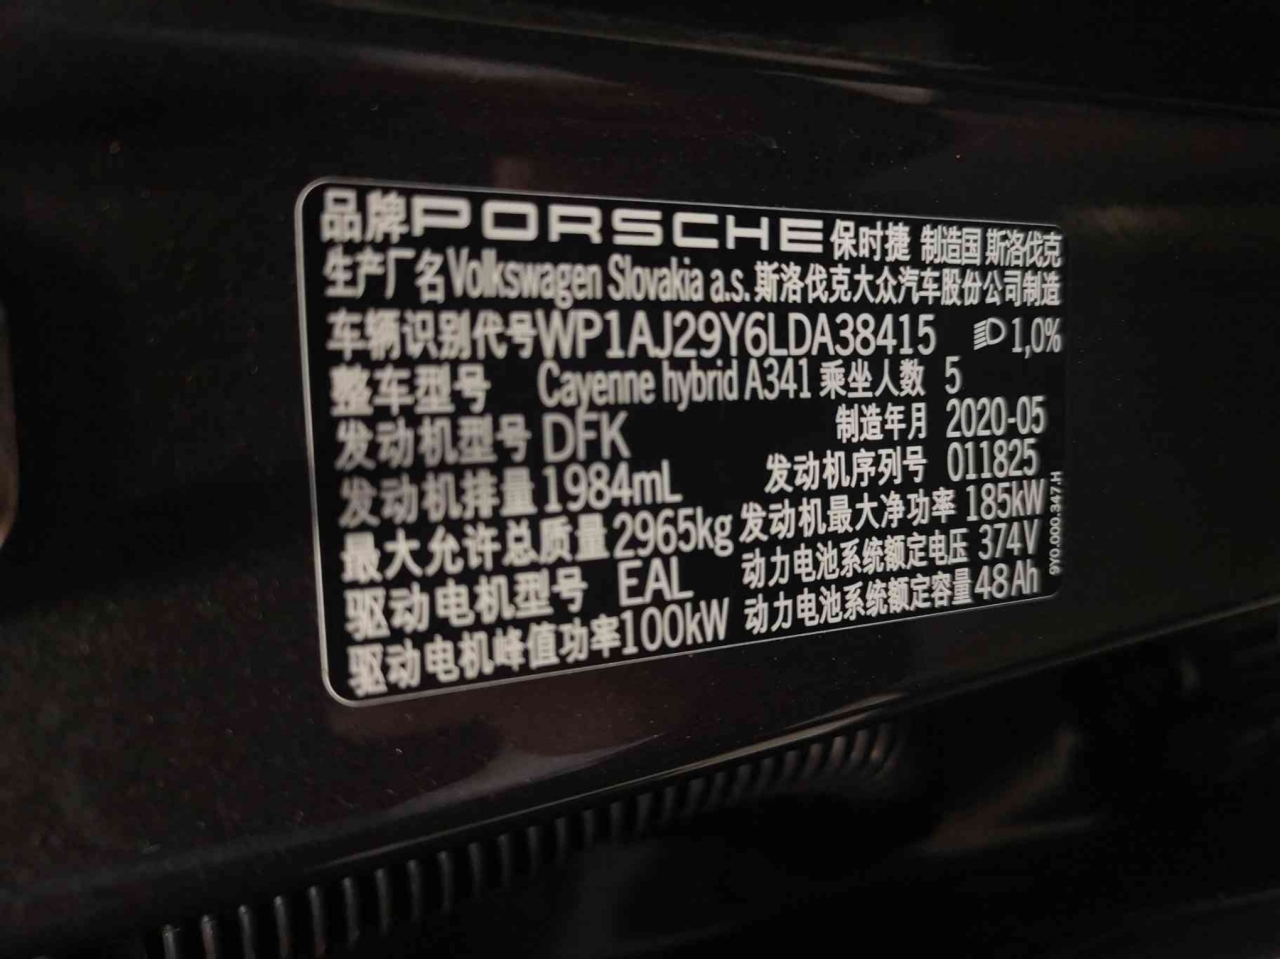 品牌PORSCHE保时捷 制造国 斯洛伐克
生产厂名Volkswagen Slovakia a.s.斯洛伐克大众汽车股份公司制造
车辆识别代号WP1AJ29Y6LDA38415 1,0%
整车型号 Cayenne hybrid A341 乘坐人数 5
发动机型号DFK 制造年月 2020-05
发动机排量1984mL 发动机序列号 011825
最大允许总质量2965kg 发动机最大净功率 185kW
驱动电机型号 EAL 动力电池系统额定电压 374V
驱动电机峰值功率100kW 动力电池系统额定容量48Ah
9Y0.000.347.H